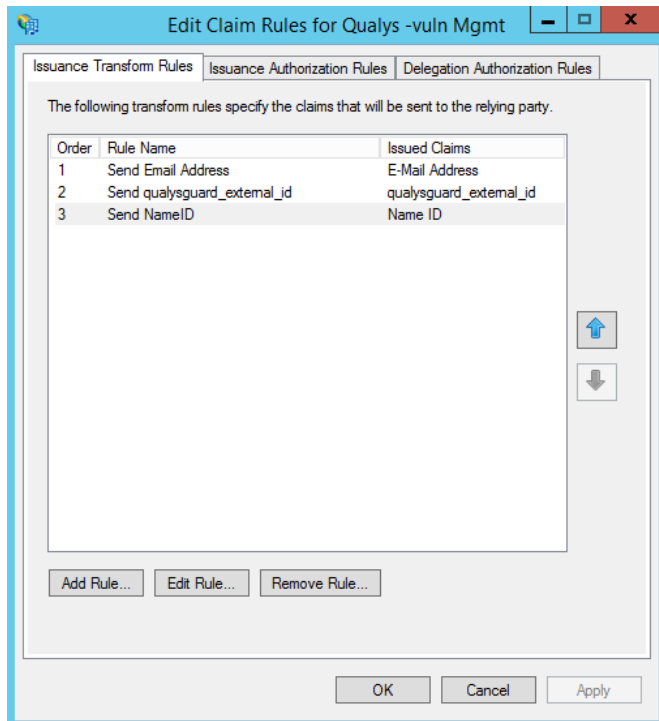 Edit Claim Rules for Qualys -vuln Mgmt
Issuance Transform Rules Issuance Authorization Rules Delegation Authorization Rules
The following transform rules specify the claims that will be sent to the relying party.
Order Rule Name Issued Claims
1 Send Email Address E-Mail Address
2 Send qualysguard_external_id qualysguard_external_id
3 Send NameID Name ID
Add Rule... Edit Rule... Remove Rule...
OK Cancel Apply